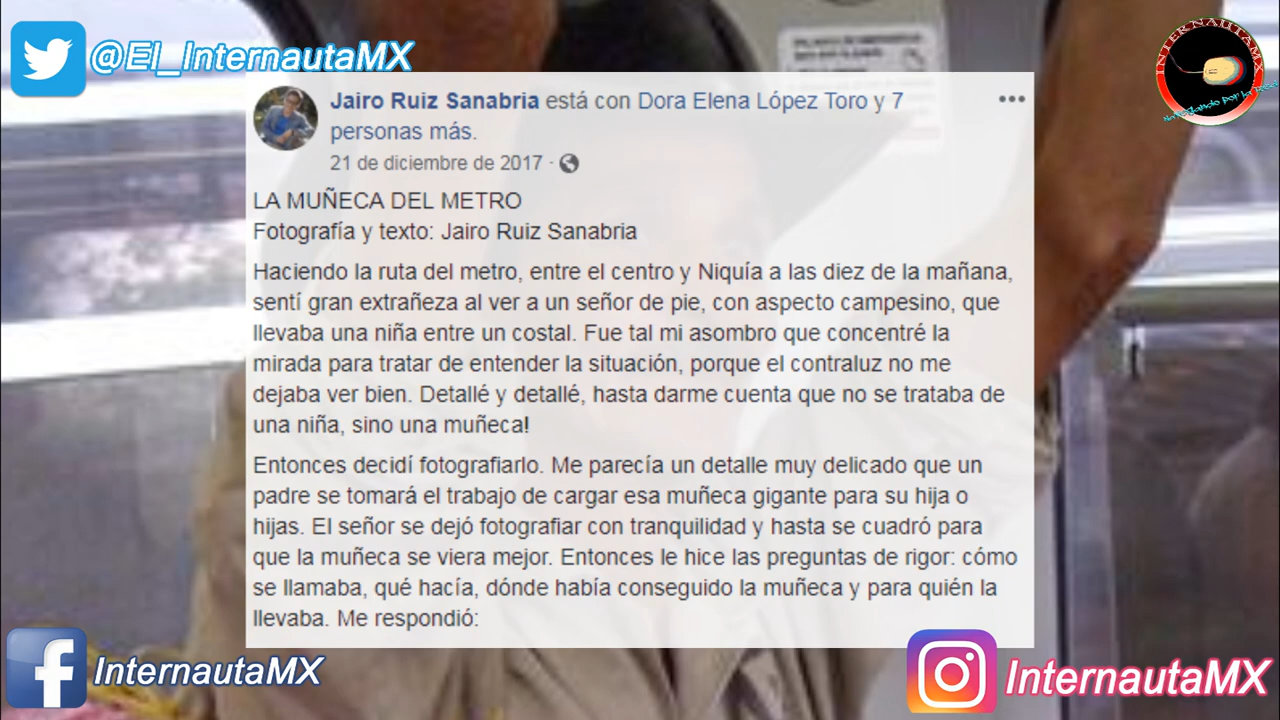 @El_InternautaMX
INTERNAUTAMX
Navegando por la Red
Jairo Ruiz Sanabria está con Dora Elena López Toro y 7
personas más.
21 de diciembre de 2017 ·
LA MUÑECA DEL METRO
Fotografía y texto: Jairo Ruiz Sanabria
Haciendo la ruta del metro, entre el centro y Niquía a las diez de la mañana,
sentí gran extrañeza al ver a un señor de pie, con aspecto campesino, que
llevaba una niña entre un costal. Fue tal mi asombro que concentré la
mirada para tratar de entender la situación, porque el contraluz no me
dejaba ver bien. Detallé y detallé, hasta darme cuenta que no se trataba de
una niña, sino una muñeca!
Entonces decidí fotografiarlo. Me parecía un detalle muy delicado que un
padre se tomará el trabajo de cargar esa muñeca gigante para su hija o
hijas. El señor se dejó fotografiar con tranquilidad y hasta se cuadró para
que la muñeca se viera mejor. Entonces le hice las preguntas de rigor: cómo
se llamaba, qué hacía, dónde había conseguido la muñeca y para quién la
llevaba. Me respondió:
InternautaMX
InternautaMX